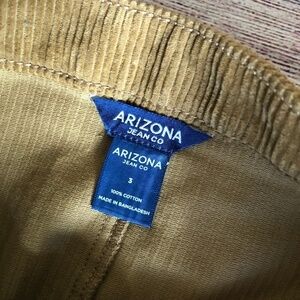 ARIZONA
JEAN CO
ARIZONA
JEAN CO
3
100% COTTON
MADE IN BANGLADESH